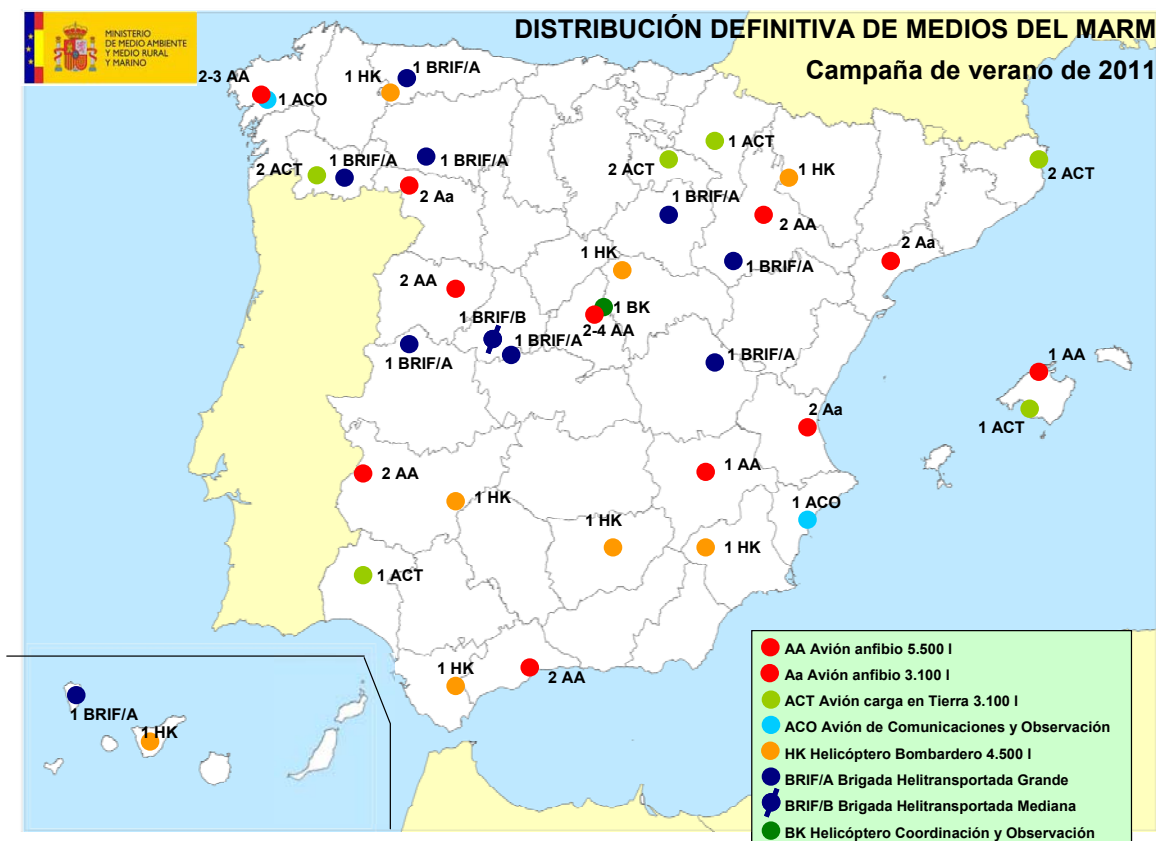 MINISTERIO
DE MEDIO AMBIENTE
Y MEDIO RURAL
Y MARINO
DISTRIBUCIÓN DEFINITIVA DE MEDIOS DEL MARM
Campaña de verano de 2011
2-3 AA
1 ACO
1 HK
1 BRIF/A
2 ACT
1 BRIF/A
1 BRIF/A
2 Aa
1 ACT
2 ACT
1 HK
2 ACT
1 BRIF/A
2 AA
1 BRIF/A
2 Aa
1 HK
2 AA
1 BRIF/B
1 BK
2-4 AA
1 BRIF/A
1 BRIF/A
1 BRIF/A
1 AA
1 ACT
2 Aa
2 AA
1 AA
1 HK
1 ACO
1 HK
1 HK
1 ACT
1 HK
2 AA
1 BRIF/A
1 HK
AA Avión anfibio 5.500 l
Aa Avión anfibio 3.100 l
ACT Avión carga en Tierra 3.100 l
ACO Avión de Comunicaciones y Observación
HK Helicóptero Bombardero 4.500 l
BRIF/A Brigada Helitransportada Grande
BRIF/B Brigada Helitransportada Mediana
BK Helicóptero Coordinación y Observación